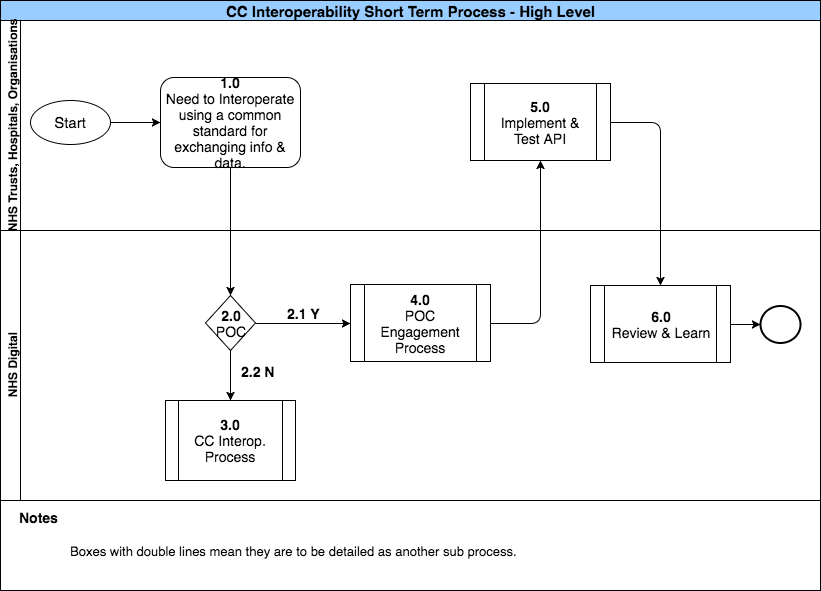 CC Interoperability Short Term Process - High Level
NHS Trusts, Hospitals, Organisations
Start
1.0
Need to Interoperate
using a common
standard for
exchanging info &
data.
5.0
Implement &
Test API
NHS Digital
2.0
POC
2.1 Y
4.0
POC
Engagement
Process
6.0
Review & Learn
2.2 N
3.0
CC Interop.
Process
Notes
Boxes with double lines mean they are to be detailed as another sub process.